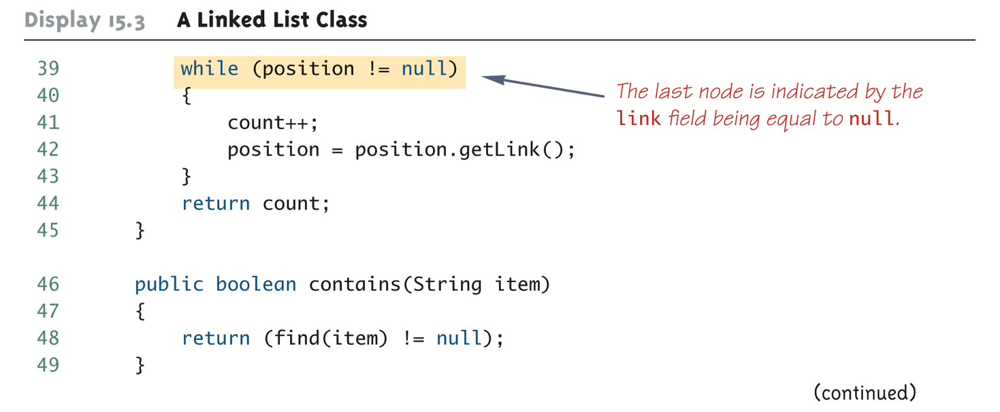 Display 15.3 A Linked List Class
39 while (position != null)
40 {
The last node is indicated by the
41 count++;
link field being equal to null.
42 position = position.getLink();
43 }
44 return count;
45 }
46 public boolean contains(String item)
47 {
48 return (find(item) != null);
49 }
(continued)